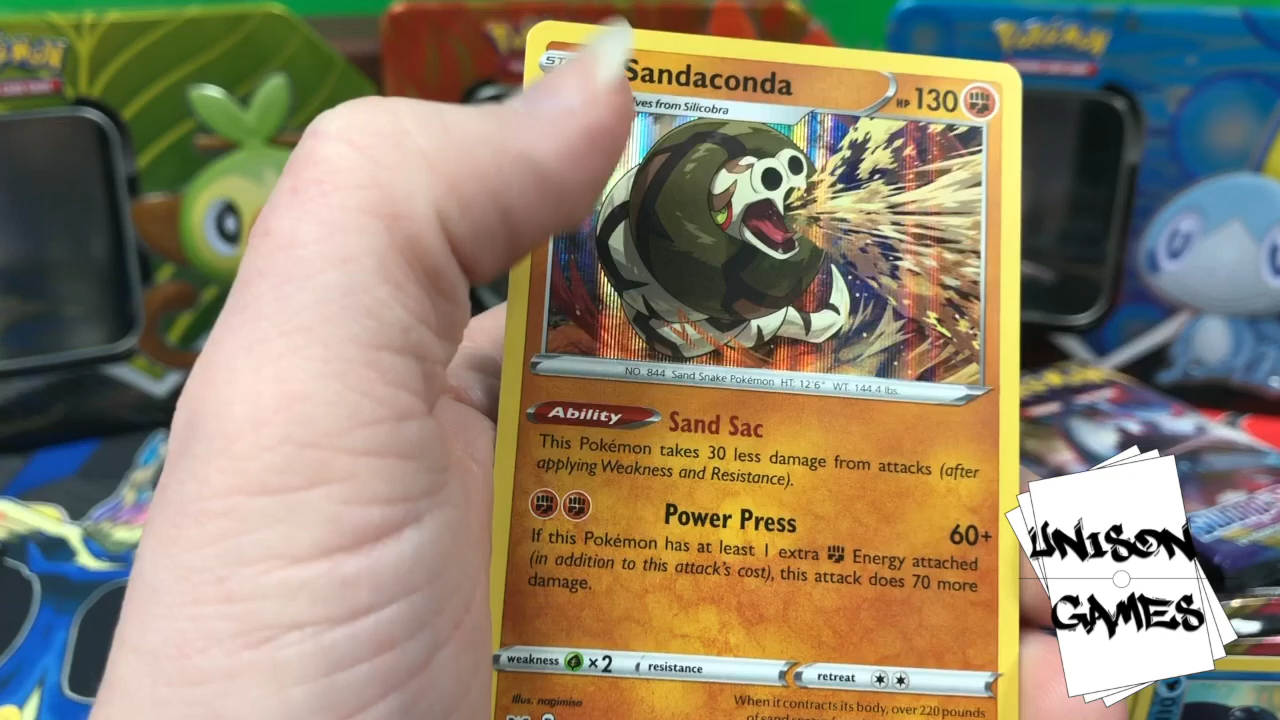 Pokémon
ST
Sandaconda
HP 130
lves from Silicobra
NO. 844 Sand Snake Pokémon HT: 12'6" WT: 144.4 lbs.
Ability Sand Sac
This Pokémon takes 30 less damage from attacks (after
applying Weakness and Resistance).
Power Press 60+
If this Pokémon has at least 1 extra Energy attached
(in addition to this attack's cost), this attack does 70 more
damage.
weakness ×2 resistance retreat
Illus. nagimiso
When it contracts its body, over 220 pounds
UNISON
GAMES